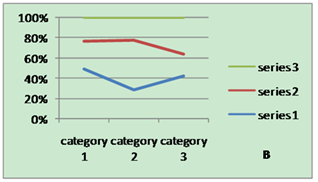 100%
80%
60%
40%
20%
0%
category 1
category 2
category 3
series3
series2
series1
B